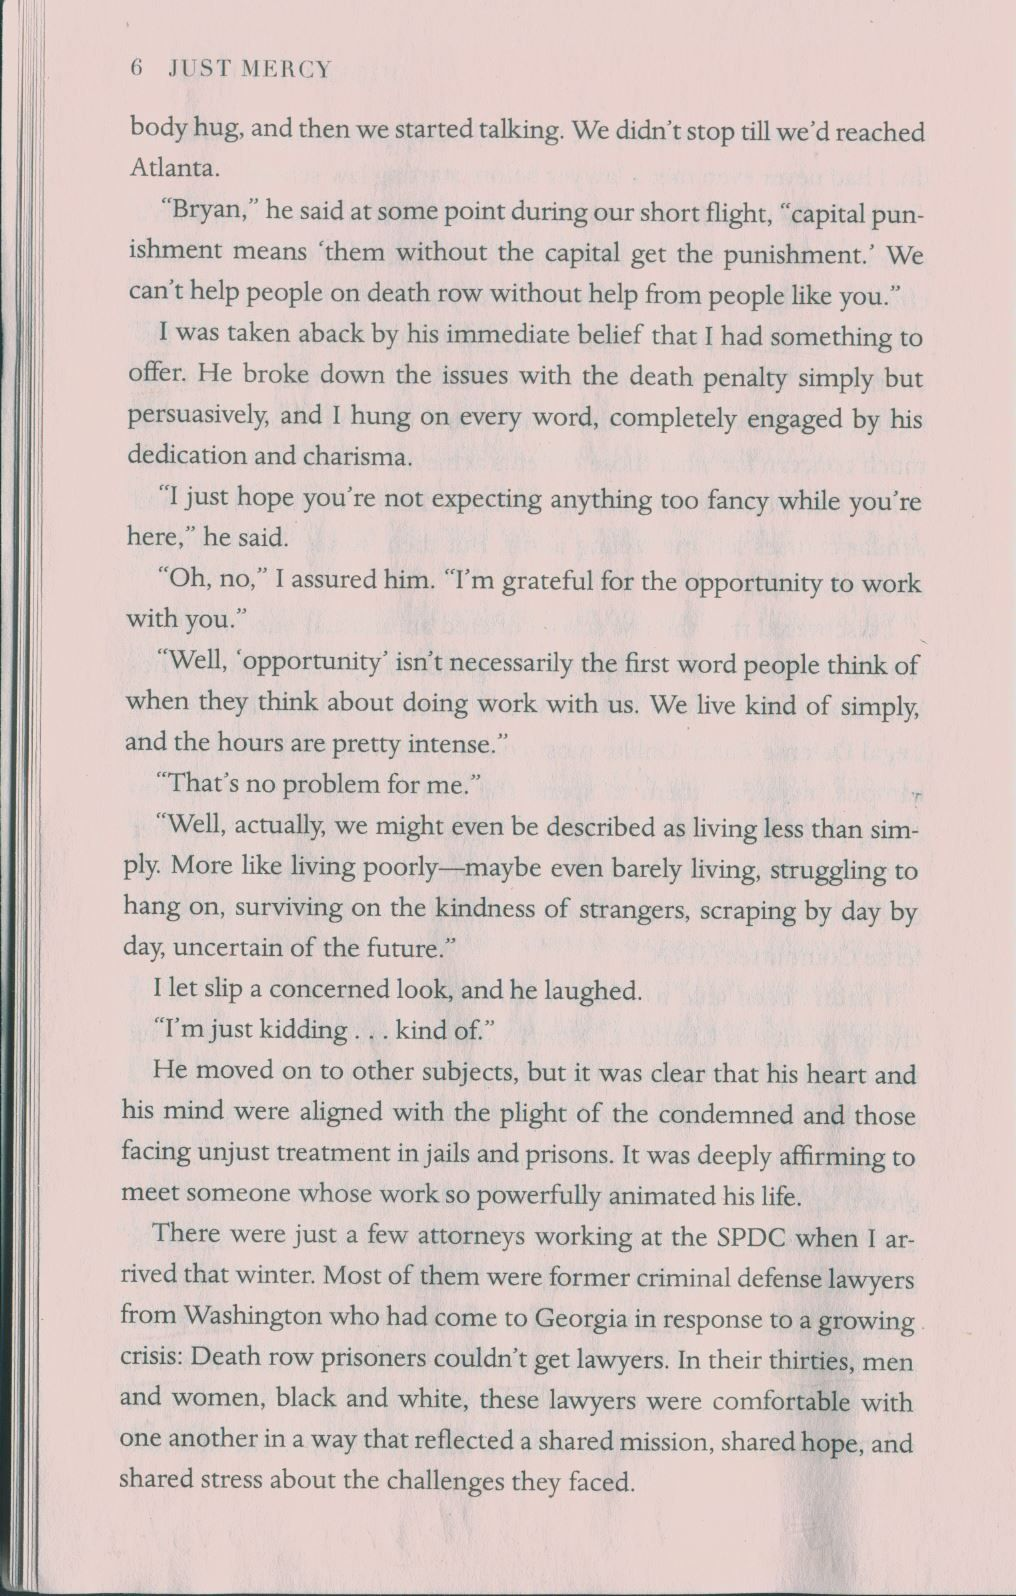 6 JUST MERCY
body hug, and then we started talking. We didn't stop till we'd reached
Atlanta.
“Bryan,” he said at some point during our short flight, “capital pun-
ishment means ‘them without the capital get the punishment.’ We
can't help people on death row without help from people like you.”
I was taken aback by his immediate belief that I had something to
offer. He broke down the issues with the death penalty simply but
persuasively, and I hung on every word, completely engaged by his
dedication and charisma.
“I just hope you're not expecting anything too fancy while you're
here,” he said.
“Oh, no,” I assured him. “I'm grateful for the opportunity to work
with you.”
“Well, ‘opportunity’ isn't necessarily the first word people think of
when they think about doing work with us. We live kind of simply,
and the hours are pretty intense.”
“That's no problem for me.”
“Well, actually, we might even be described as living less than sim-
ply. More like living poorly—maybe even barely living, struggling to
hang on, surviving on the kindness of strangers, scraping by day by
day, uncertain of the future.”
I let slip a concerned look, and he laughed.
“I'm just kidding . . . kind of.”
He moved on to other subjects, but it was clear that his heart and
his mind were aligned with the plight of the condemned and those
facing unjust treatment in jails and prisons. It was deeply affirming to
meet someone whose work so powerfully animated his life.
There were just a few attorneys working at the SPDC when I ar-
rived that winter. Most of them were former criminal defense lawyers
from Washington who had come to Georgia in response to a growing
crisis: Death row prisoners couldn't get lawyers. In their thirties, men
and women, black and white, these lawyers were comfortable with
one another in a way that reflected a shared mission, shared hope, and
shared stress about the challenges they faced.